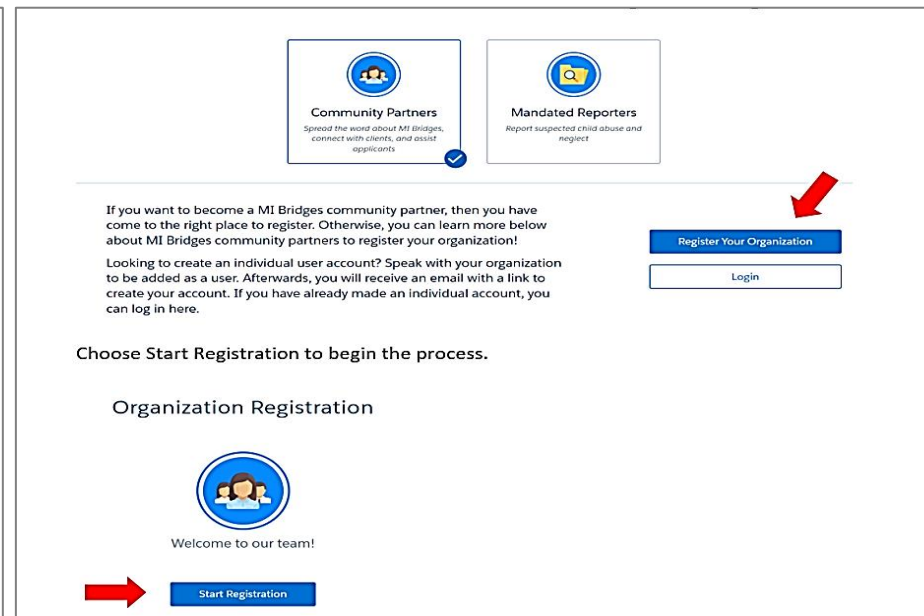 Community Partners
Spread the word about MI Bridges,
connect with clients, and assist
applicants
Mandated Reporters
Report suspected child abuse and
neglect
If you want to become a MI Bridges community partner, then you have
come to the right place to register. Otherwise, you can learn more below
about MI Bridges community partners to register your organization!
Looking to create an individual user account? Speak with your organization
to be added as a user. Afterwards, you will receive an email with a link to
create your account. If you have already made an individual account, you
can log in here.
Register Your Organization
Login
Choose Start Registration to begin the process.
Organization Registration
Welcome to our team!
Start Registration